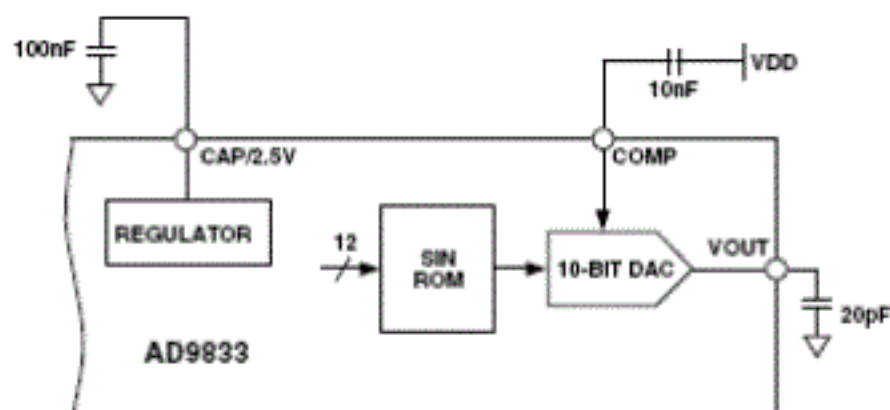 100nF
10nF
VDD
CAP/2.5V
COMP
REGULATOR
12
SIN
ROM
10-BIT DAC
VOUT
20pF
AD9833